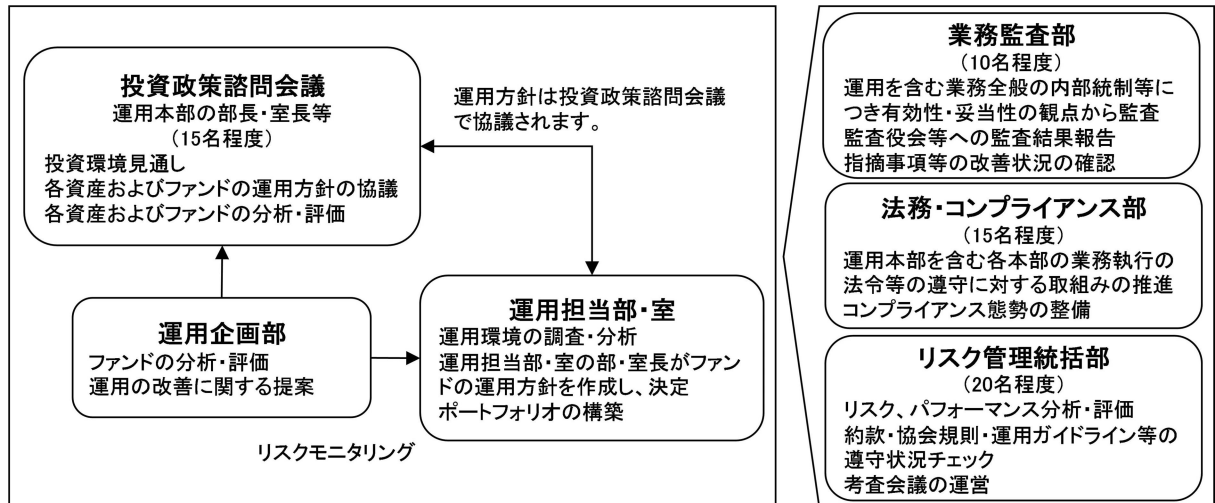 投資政策諮問会議
運用本部の部長・室長等
(15名程度)
投資環境見通し
各資産およびファンドの運用方針の協議
各資産およびファンドの分析・評価
運用方針は投資政策諮問会議
で協議されます。
運用企画部
ファンドの分析・評価
運用の改善に関する提案
運用担当部・室
運用環境の調査・分析
運用担当部・室の部・室長がファン
ドの運用方針を作成し、決定
ポートフォリオの構築
リスクモニタリング
業務監査部
(10名程度)
運用を含む業務全般の内部統制等に
つき有効性・妥当性の観点から監査
監査役会等への監査結果報告
指摘事項等の改善状況の確認
法務・コンプライアンス部
(15名程度)
運用本部を含む各本部の業務執行の
法令等の遵守に対する取組みの推進
コンプライアンス態勢の整備
リスク管理統括部
(20名程度)
リスク、パフォーマンス分析・評価
約款・協会規則・運用ガイドライン等の
遵守状況チェック
考査会議の運営